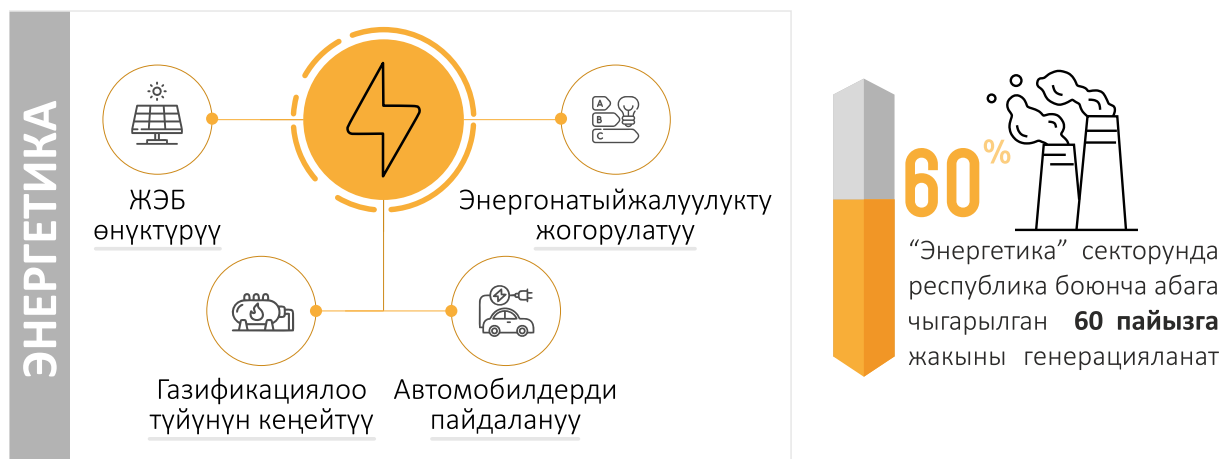 ЭНЕРГЕТИКА
ЖЭБ
өнүктүрүү
A
B
C
Энергонатыйжалуулукту
жогорулатуу
Газификациялоо
түйүнүн кеңейтүү
Автомобилдерди
пайдалануу
60%
“Энергетика” секторунда
республика боюнча абага
чыгарылган 60 пайызга
жакыны генерацияланат